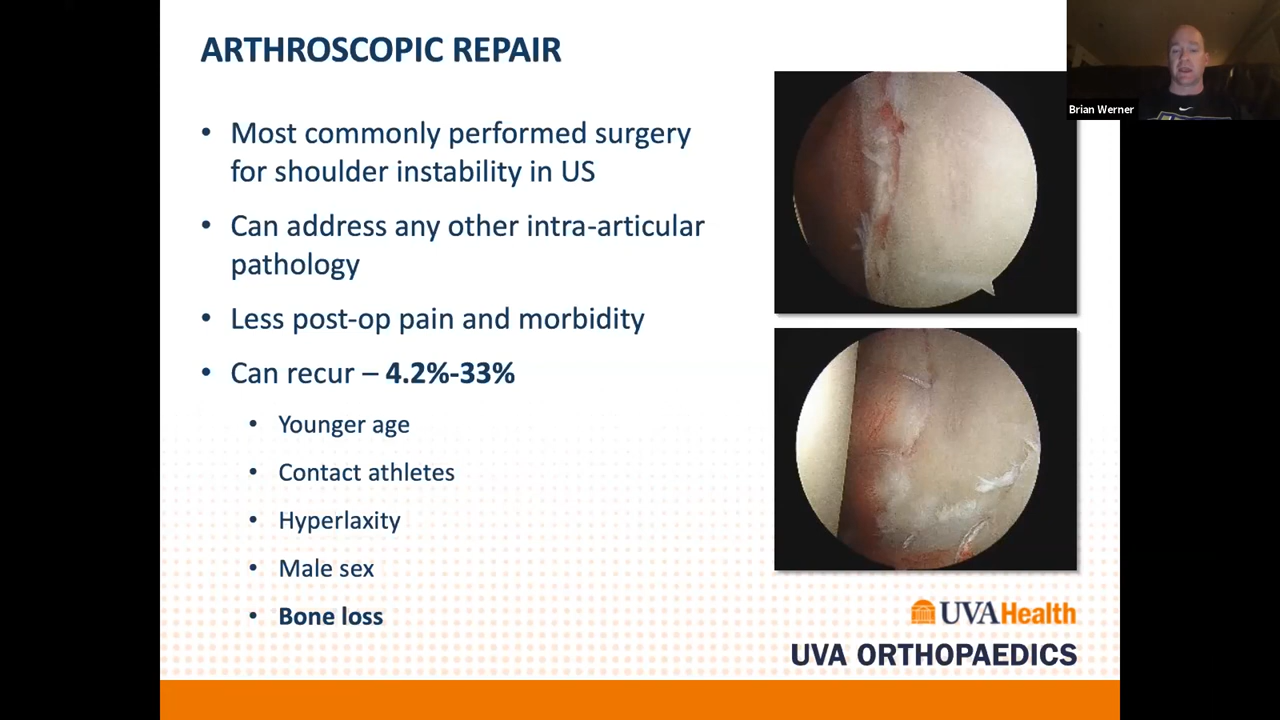 ARTHROSCOPIC REPAIR
• Most commonly performed surgery
for shoulder instability in US
• Can address any other intra-articular
pathology
• Less post-op pain and morbidity
• Can recur – 4.2%-33%
• Younger age
• Contact athletes
• Hyperlaxity
• Male sex
• Bone loss
Brian Werner
UVAHealth
UVA ORTHOPAEDICS